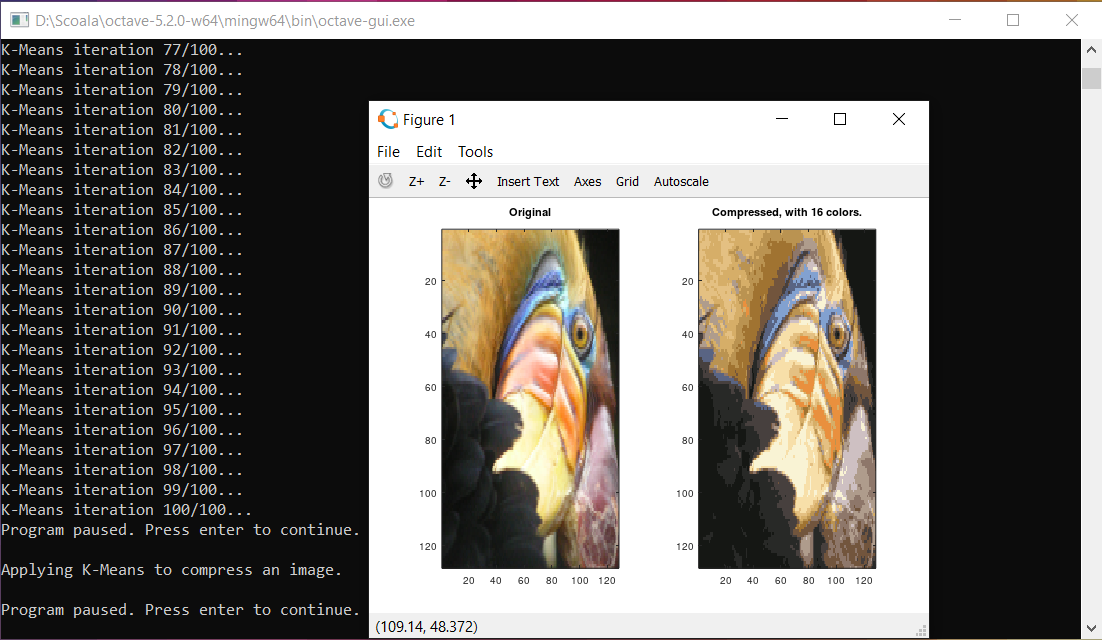 D:\Scoala\octave-5.2.0-w64\mingw64\bin\octave-gui.exe
K-Means iteration 77/100...
K-Means iteration 78/100...
K-Means iteration 79/100...
K-Means iteration 80/100...
K-Means iteration 81/100...
K-Means iteration 82/100...
K-Means iteration 83/100...
K-Means iteration 84/100...
K-Means iteration 85/100...
K-Means iteration 86/100...
K-Means iteration 87/100...
K-Means iteration 88/100...
K-Means iteration 89/100...
K-Means iteration 90/100...
K-Means iteration 91/100...
K-Means iteration 92/100...
K-Means iteration 93/100...
K-Means iteration 94/100...
K-Means iteration 95/100...
K-Means iteration 96/100...
K-Means iteration 97/100...
K-Means iteration 98/100...
K-Means iteration 99/100...
K-Means iteration 100/100...
Program paused. Press enter to continue.
Applying K-Means to compress an image.
Program paused. Press enter to continue.
Figure 1
File Edit Tools
Z+ Z- Insert Text Axes Grid Autoscale
Original
20
40
60
80
100
120
20 40 60 80 100 120
Compressed, with 16 colors.
20
40
60
80
100
120
20 40 60 80 100 120
(109.14, 48.372)